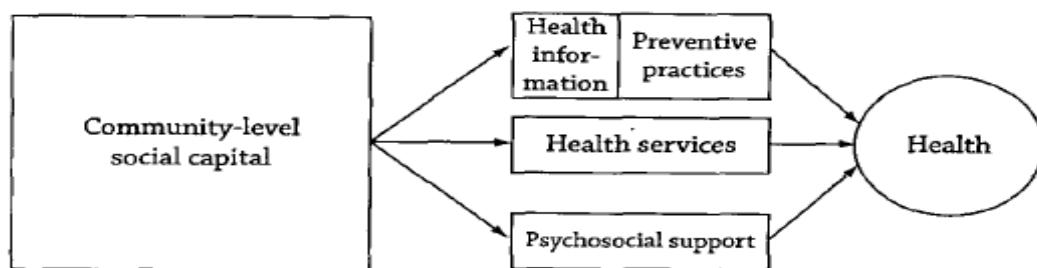 Community-level
social capital
Health
infor-
mation
Preventive
practices
Health services
Psychosocial support
Health